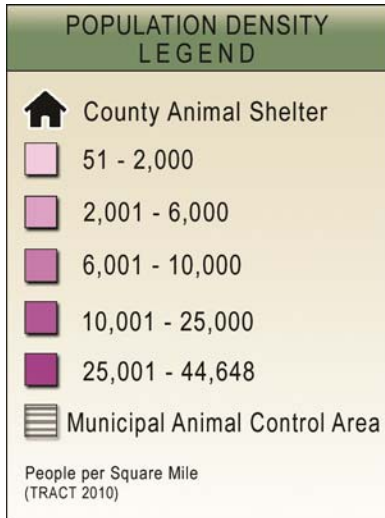 POPULATION DENSITY
LEGEND
County Animal Shelter
51 - 2,000
2,001 - 6,000
6,001 - 10,000
10,001 - 25,000
25,001 - 44,648
Municipal Animal Control Area
People per Square Mile
(TRACT 2010)